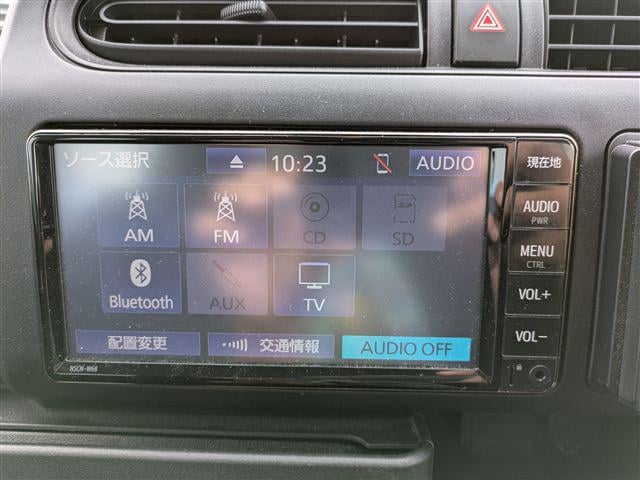 ソース選択 10:23 AUDIO
AM FM CD SD
Bluetooth AUX TV
配置変更 交通情報 AUDIO OFF
NSCN-W68
現在地
AUDIO
PWR
MENU
CTRL
VOL+
VOL-